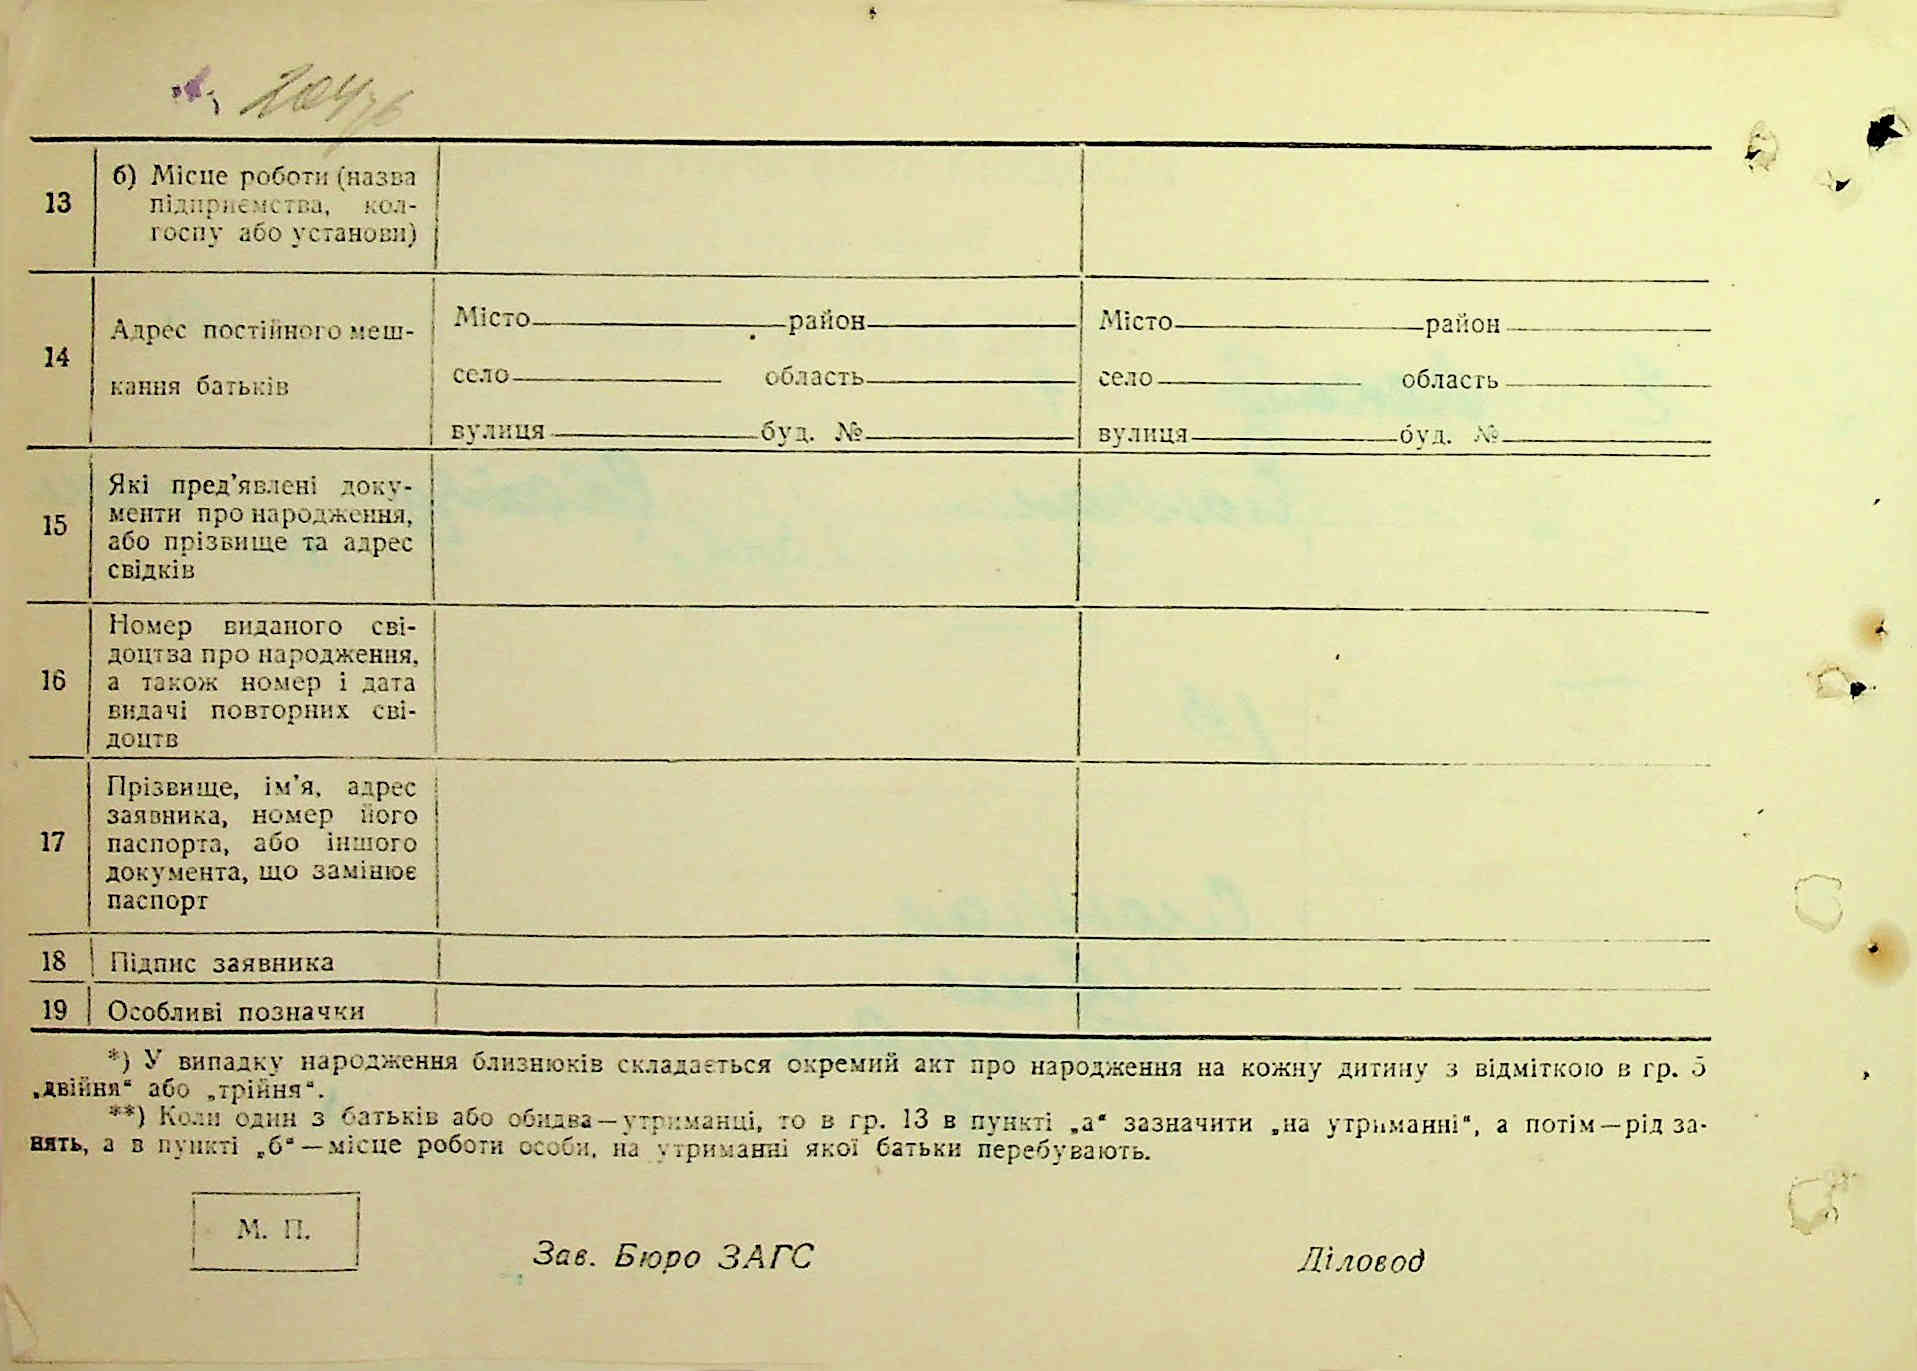 204
13 б) Місце роботи (назва
підприємства, кол-
госпу або установи)
14 Адрес постійного меш-
кання батьків
Місто район
село область
вулиця буд. №
Місто район
село область
вулиця буд. №
15 Які пред’явлені доку-
менти про народження,
або прізвище та адрес
свідків
16 Номер виданого сві-
доцтва про народження,
а також номер і дата
видачі повторних сві-
доцтв
17 Прізвище, ім’я, адрес
заявника, номер його
паспорта, або іншого
документа, що замінює
паспорт
18 Підпис заявника
19 Особливі позначки
*) У випадку народження близнюків складається окремий акт про народження на кожну дитину з відміткою в гр. 5
„двійня“ або „трійня“.
**) Коли один з батьків або обидва—утриманці, то в гр. 13 в пункті „а“ зазначити „на утриманні“, а потім—рід за-
нять, а в пункті „б“—місце роботи особи, на утриманні якої батьки перебувають.
М. П.
Зав. Бюро ЗАГС Діловод